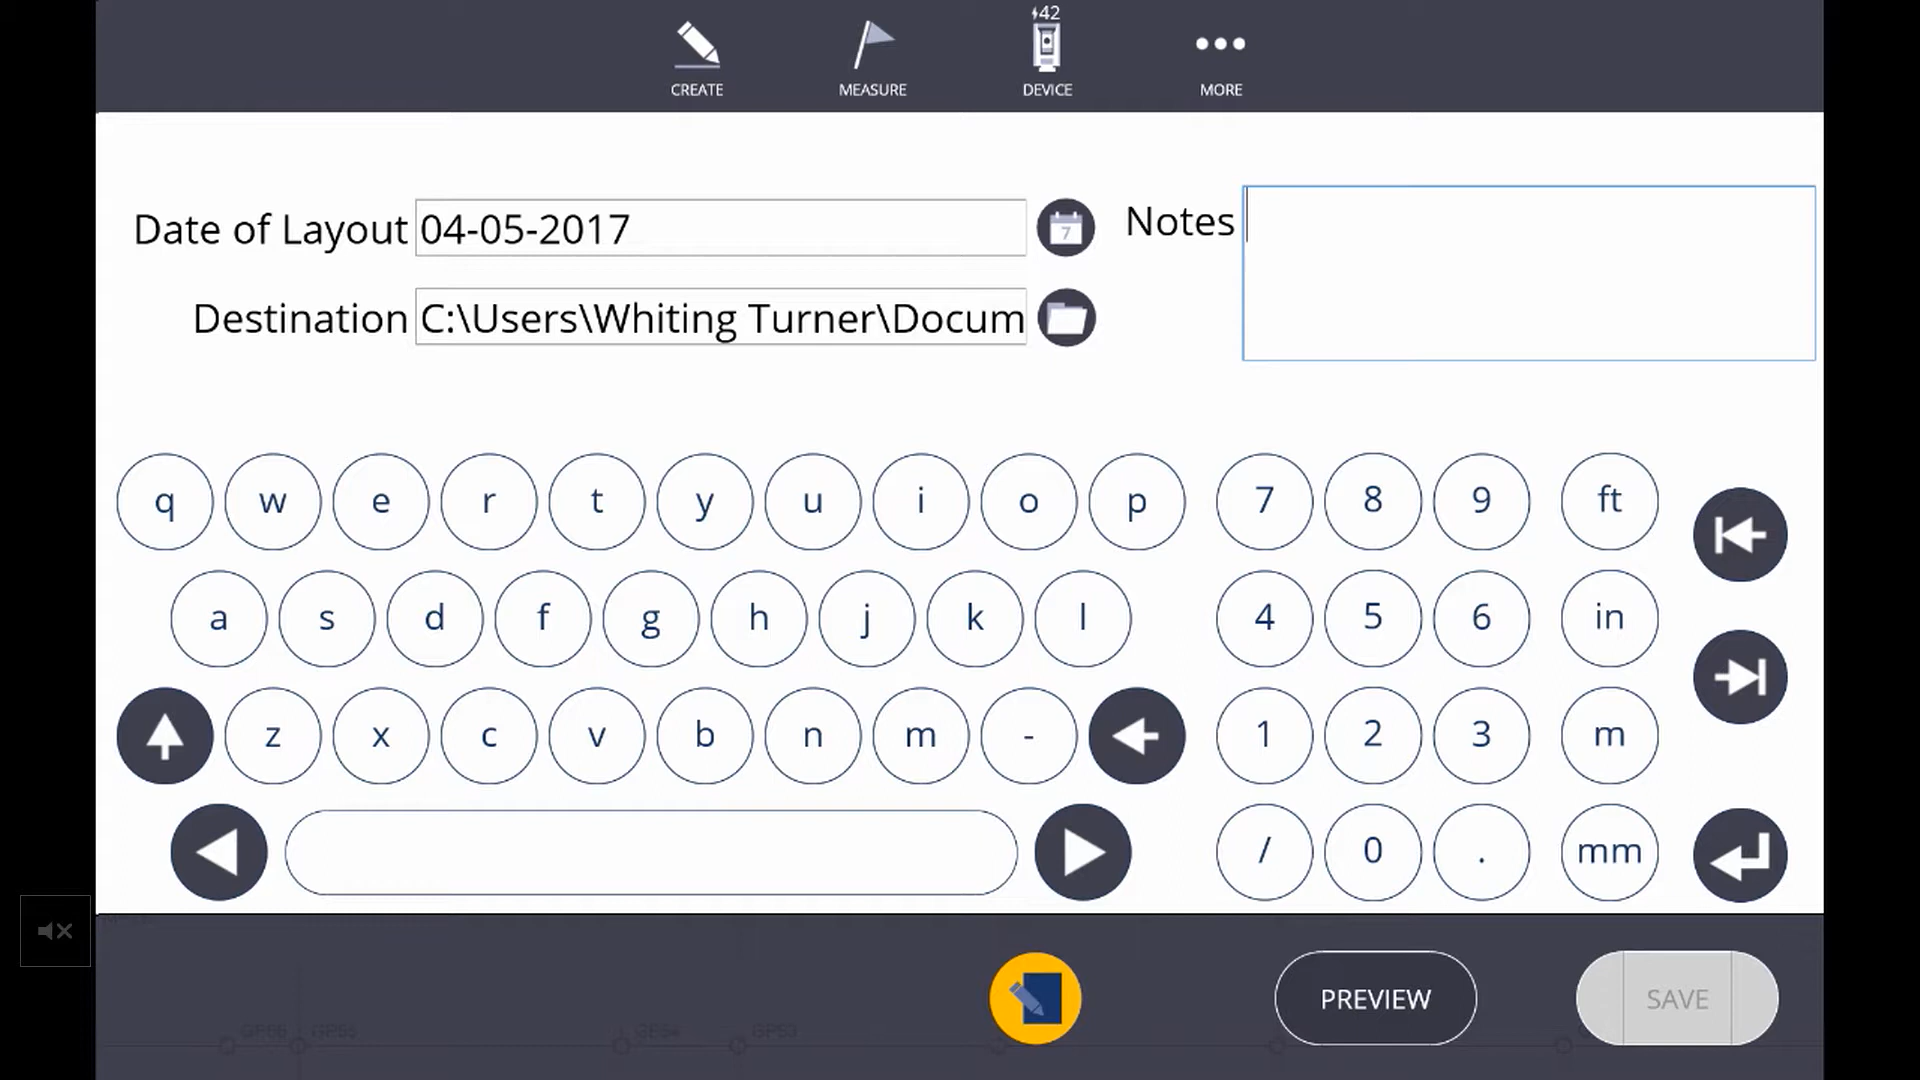 42
CREATE MEASURE DEVICE MORE
Date of Layout 04-05-2017 7 Notes
Destination C:\Users\Whiting Turner\Docum
q w e r t y u i o p 7 8 9 ft
a s d f g h j k l 4 5 6 in
z x c v b n m - 1 2 3 m
/ 0 . mm
PREVIEW SAVE